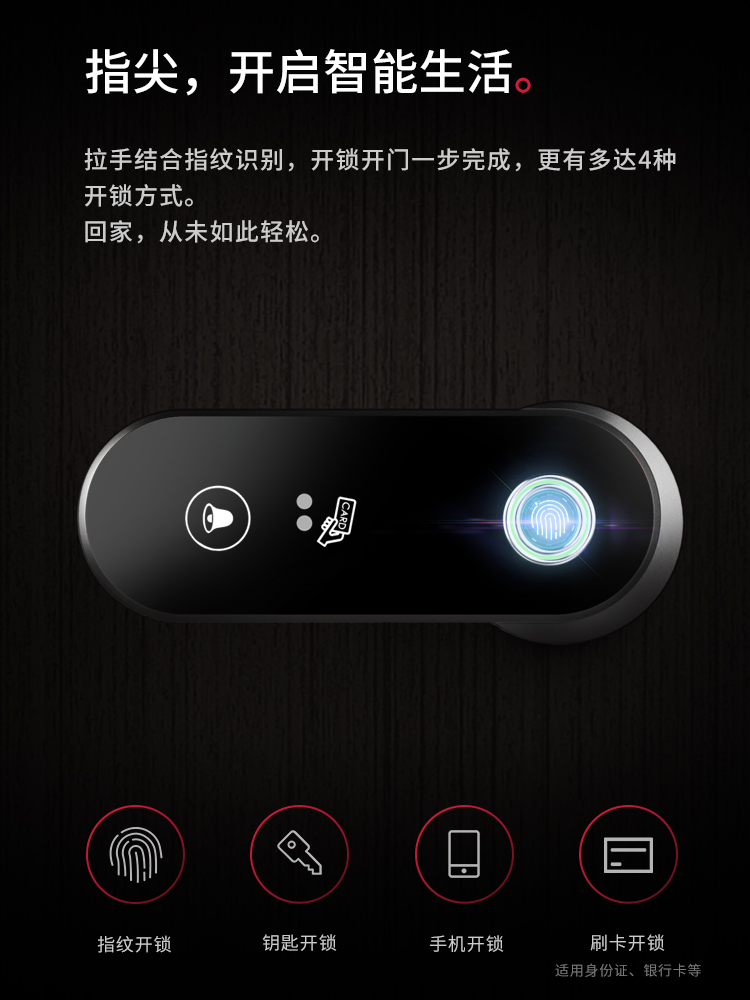 指尖，开启智能生活。
拉手结合指纹识别，开锁开门一步完成，更有多达4种
开锁方式。
回家，从未如此轻松。
CARD
指纹开锁
钥匙开锁
手机开锁
刷卡开锁
适用身份证、银行卡等